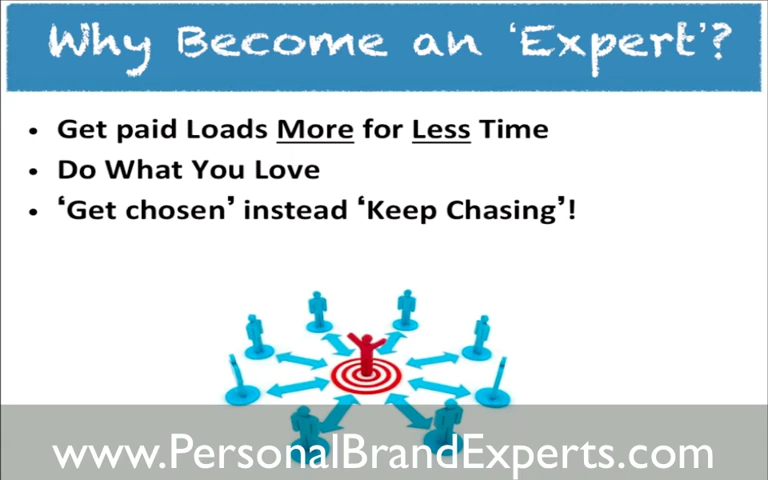 Why Become an ‘Expert’?
• Get paid Loads More for Less Time
• Do What You Love
• ‘Get chosen’ instead ‘Keep Chasing’!
www.PersonalBrandExperts.com